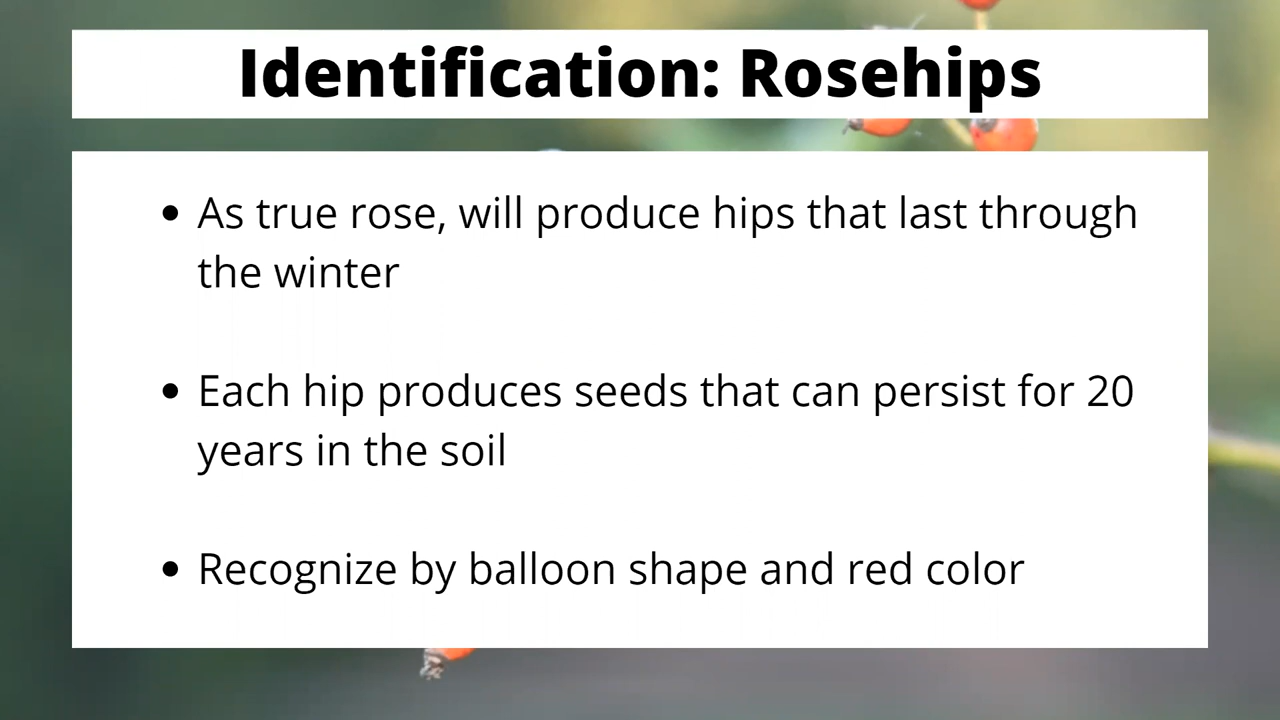 Identification: Rosehips
• As true rose, will produce hips that last through
the winter
• Each hip produces seeds that can persist for 20
years in the soil
• Recognize by balloon shape and red color